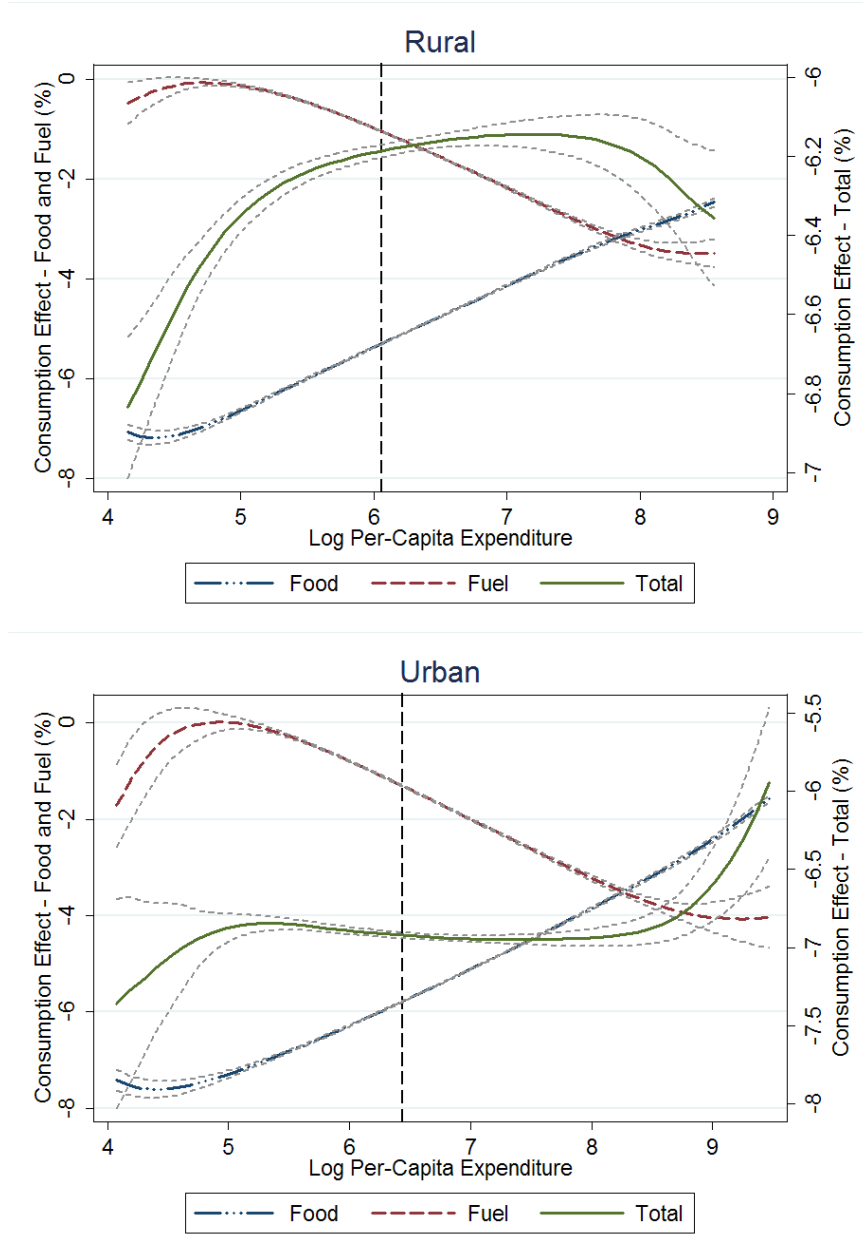 Rural
Consumption Effect - Food and Fuel (%)
0
-2
-4
-6
-8
-6
-6.2
-6.4
-6.6
-6.8
-7
Consumption Effect - Total (%)
4 5 6 7 8 9
Log Per-Capita Expenditure
Food Fuel Total
Urban
Consumption Effect - Food and Fuel (%)
0
-2
-4
-6
-8
-5.5
-6
-6.5
-7
-7.5
-8
Consumption Effect - Total (%)
4 5 6 7 8 9
Log Per-Capita Expenditure
Food Fuel Total